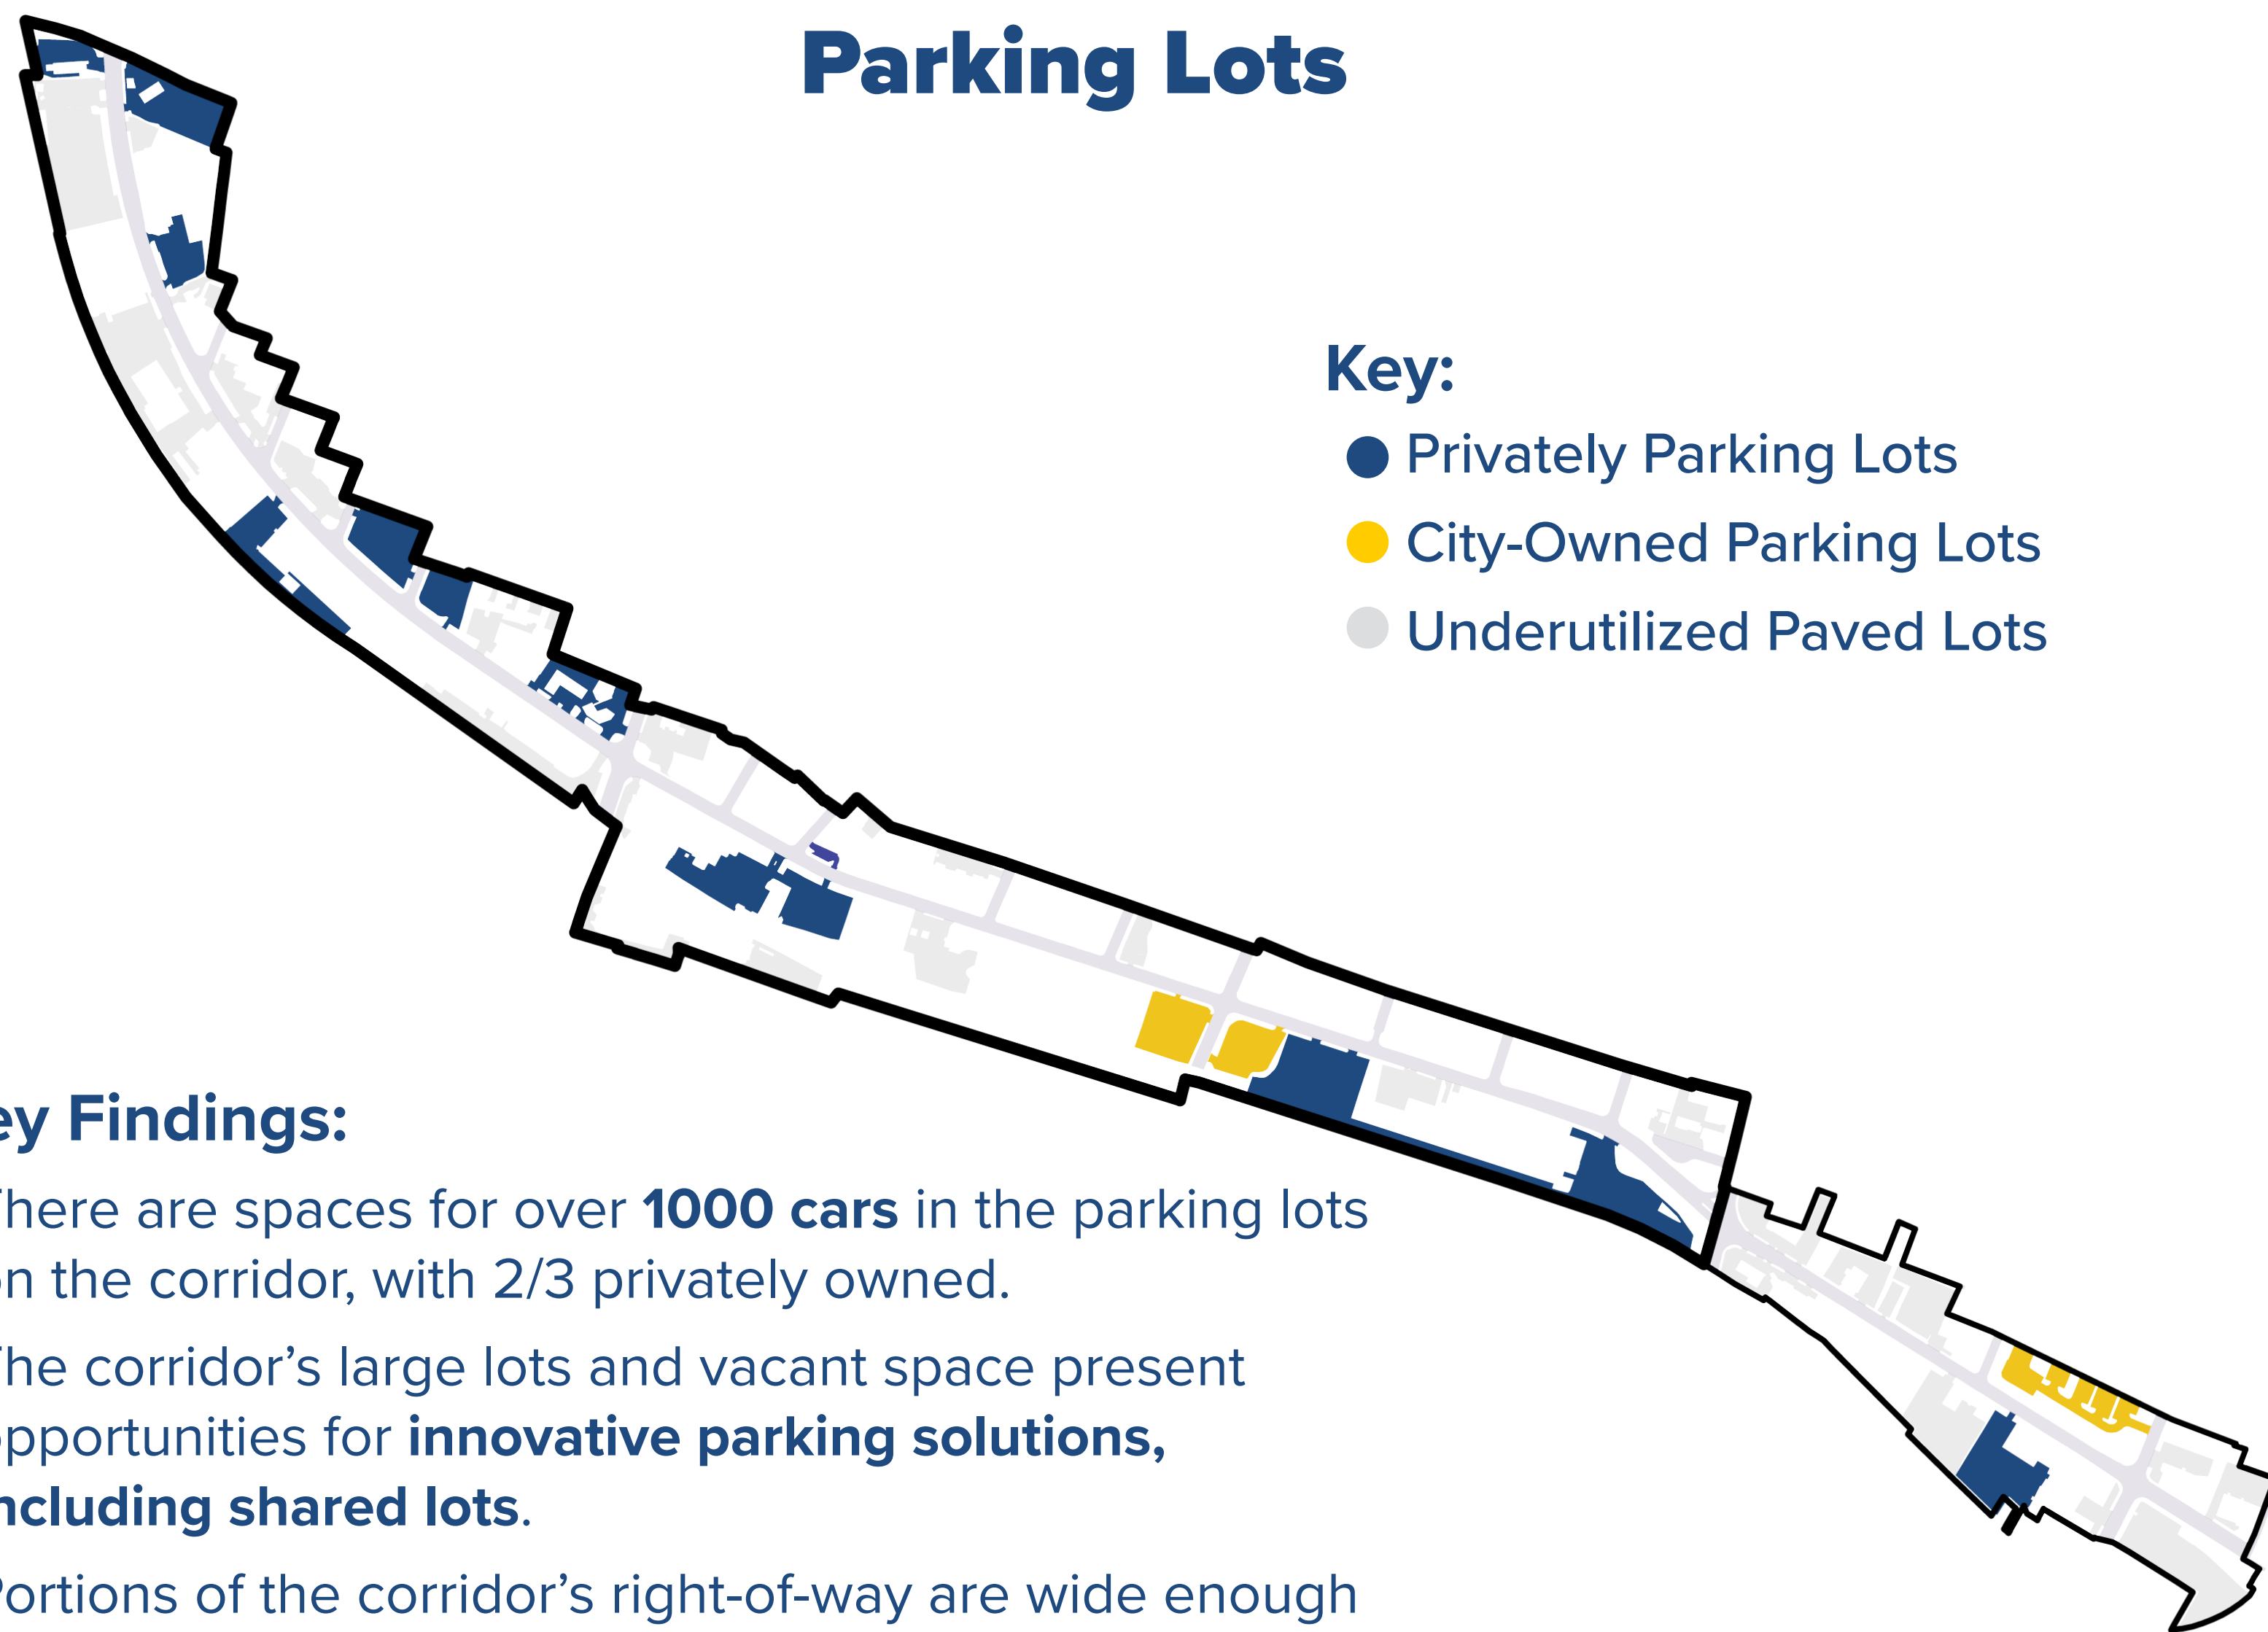 Parking Lots
Key:
Privately Parking Lots
City-Owned Parking Lots
Underutilized Paved Lots
ey Findings:
here are spaces for over 1000 cars in the parking lots
n the corridor, with 2/3 privately owned.
he corridor's large lots and vacant space present
pportunities for innovative parking solutions,
ncluding shared lots.
ortions of the corridor's right-of-way are wide enough